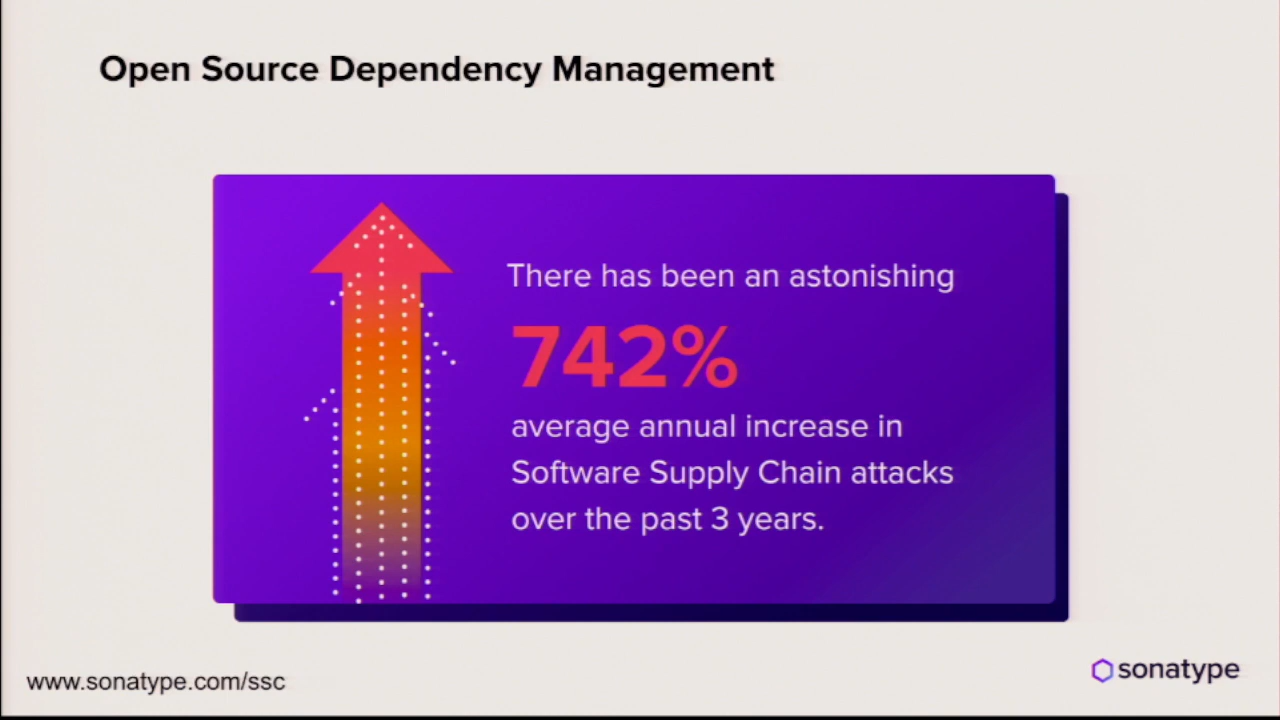 Open Source Dependency Management
There has been an astonishing
742%
average annual increase in
Software Supply Chain attacks
over the past 3 years.
www.sonatype.com/ssc
sonatype